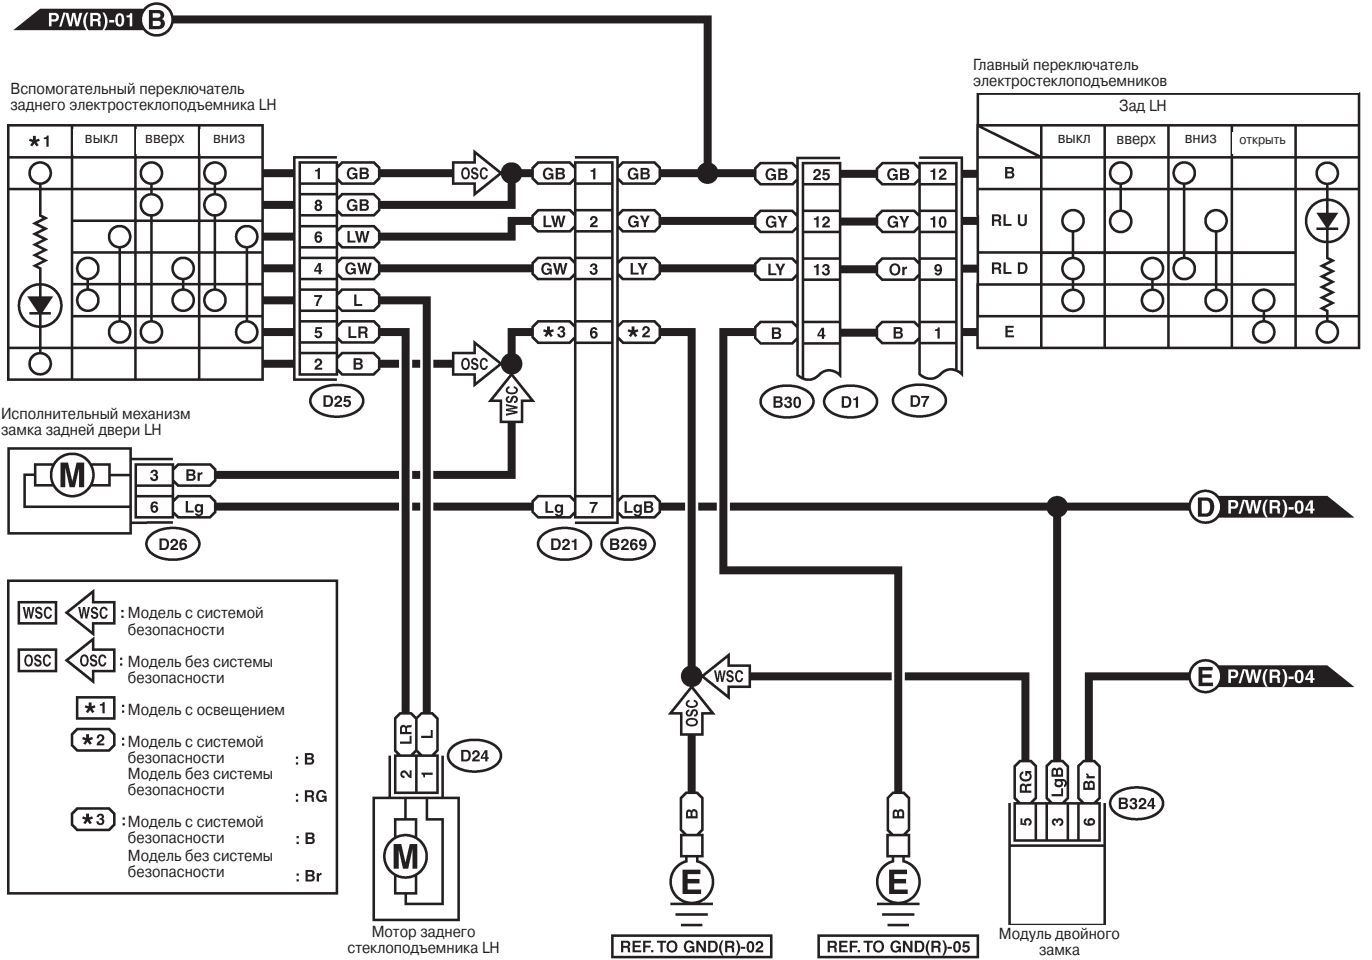 P/W(R)-01 B
Вспомогательный переключатель
заднего электростеклоподъемника LH
*1 выкл вверх вниз
Главный переключатель
электростеклоподъемников
Зад LH
выкл вверх вниз открыть
1 GB OSC GB 1 GB GB 25 GB 12 B
8 GB
6 LW LW 2 GY GY 12 GY 10 RL U
4 GW GW 3 LY LY 13 Or 9 RL D
7 L
5 LR *3 6 *2 B 4 B 1 E
2 B OSC
WSC
D25 B30 D1 D7
Исполнительный механизм
замка задней двери LH
M 3 Br
6 Lg Lg 7 LgB D P/W(R)-04
D26 D21 B269
WSC WSC : Модель с системой
безопасности
OSC OSC : Модель без системы
безопасности
*1 : Модель с освещением
*2 : Модель с системой
безопасности : B
Модель без системы
безопасности : RG
*3 : Модель с системой
безопасности : B
Модель без системы
безопасности : Br
WSC E P/W(R)-04
OSC
LR L
2 1 D24
M
Мотор заднего
стеклоподъемника LH
B B
E E
REF. TO GND(R)-02 REF. TO GND(R)-05
RG LgB Br
5 3 6 B324
Модуль двойного
замка